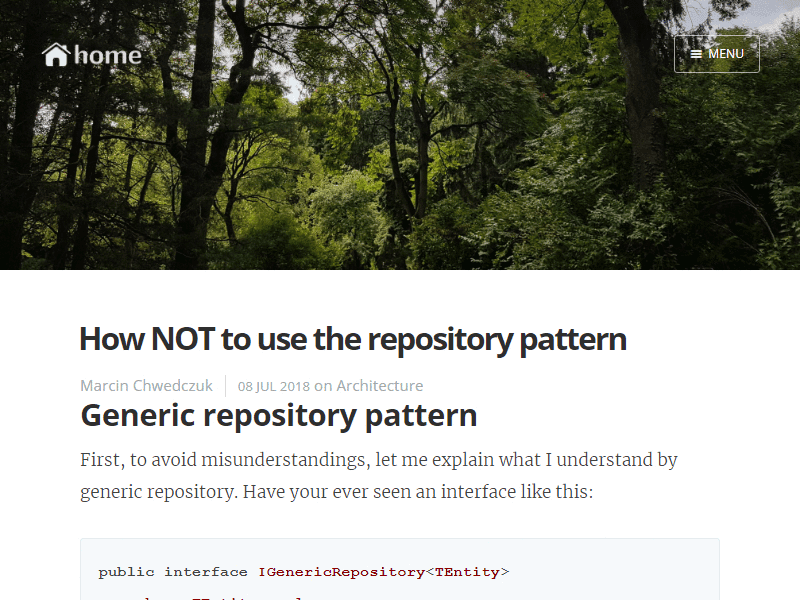 home
MENU
How NOT to use the repository pattern
Marcin Chwedczuk 08 JUL 2018 on Architecture
Generic repository pattern
First, to avoid misunderstandings, let me explain what I understand by
generic repository. Have your ever seen an interface like this:
public interface IGenericRepository<TEntity>